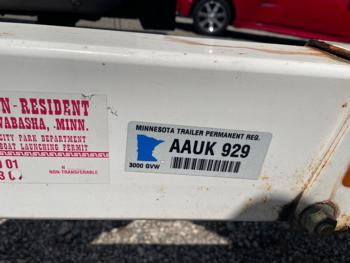 N-RESIDENT
WABASHA, MINN.
CITY PARK DEPARTMENT
BOAT LAUNCHING PERMIT
01
NON-TRANSFERABLE
MINNESOTA TRAILER PERMANENT REG.
AAUK 929
3000 GVW